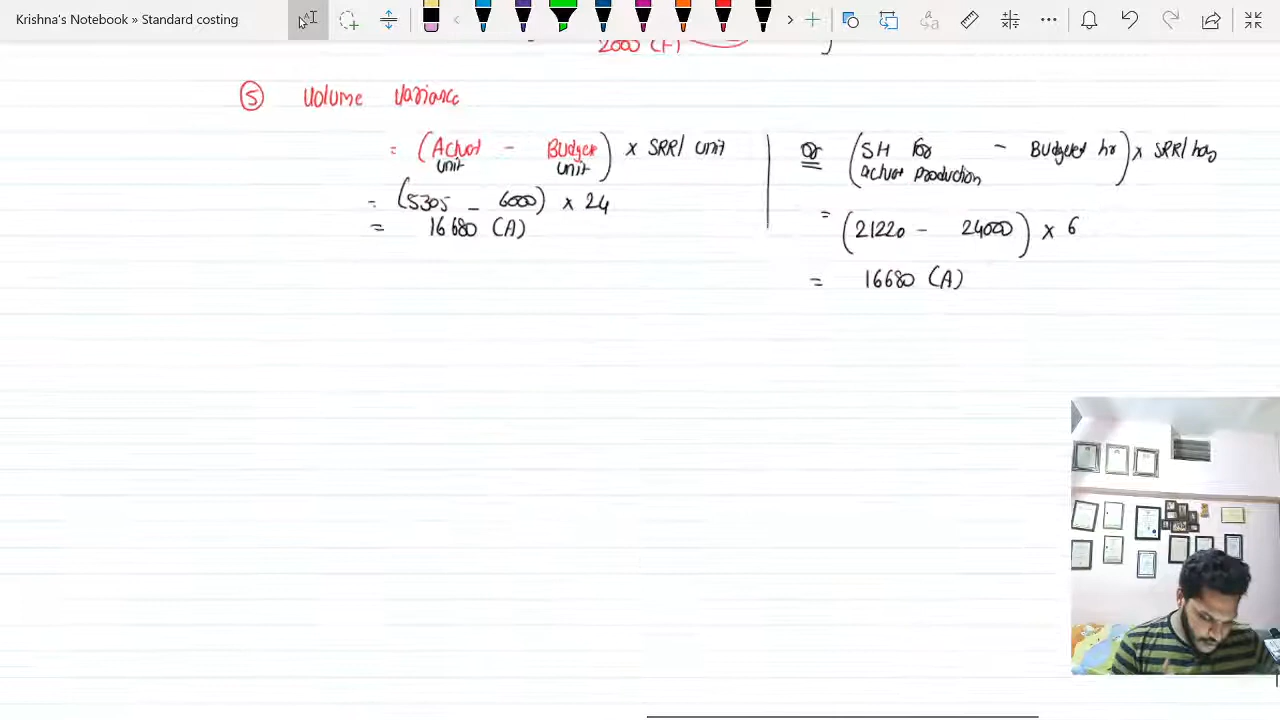 Krishna's Notebook » Standard costing
2000 (F)
5 Volume Variance
= (Actual unit - Budget unit) x SRR/ unit
= (5305 - 6000) x 24
= 16680 (A)
Or (SH for actual production - Budgeted hr) x SRR/hour
= (21220 - 24000) x 6
= 16680 (A)